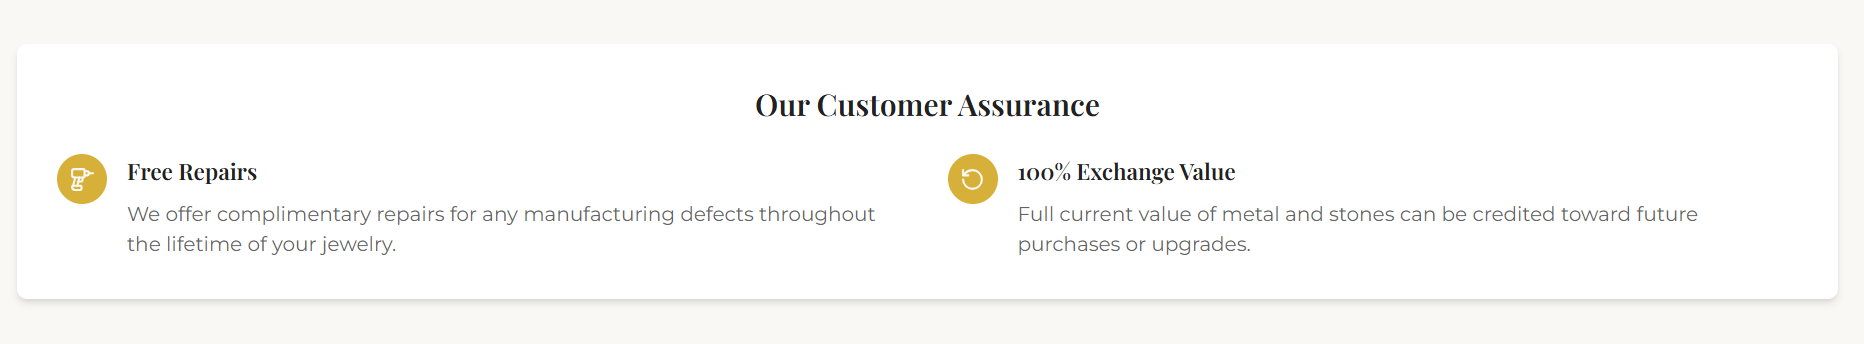 Our Customer Assurance
Free Repairs
We offer complimentary repairs for any manufacturing defects throughout
the lifetime of your jewelry.
100% Exchange Value
Full current value of metal and stones can be credited toward future
purchases or upgrades.